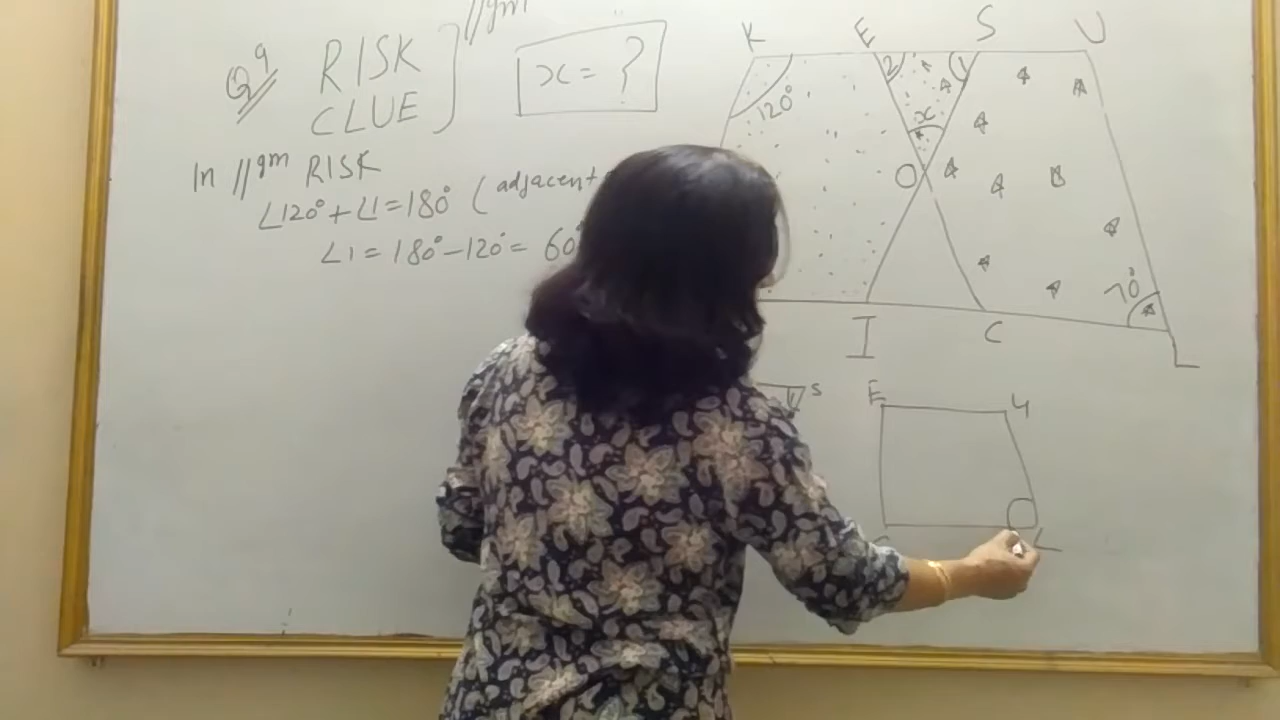 //gm
Q9 RISK
CLUE
x = ?
In //gm RISK
∠120° + ∠1 = 180° (adjacent
∠1 = 180° - 120° = 60°
K E S U
120° 2 1
x
O
70°
I C L
S
E U
L